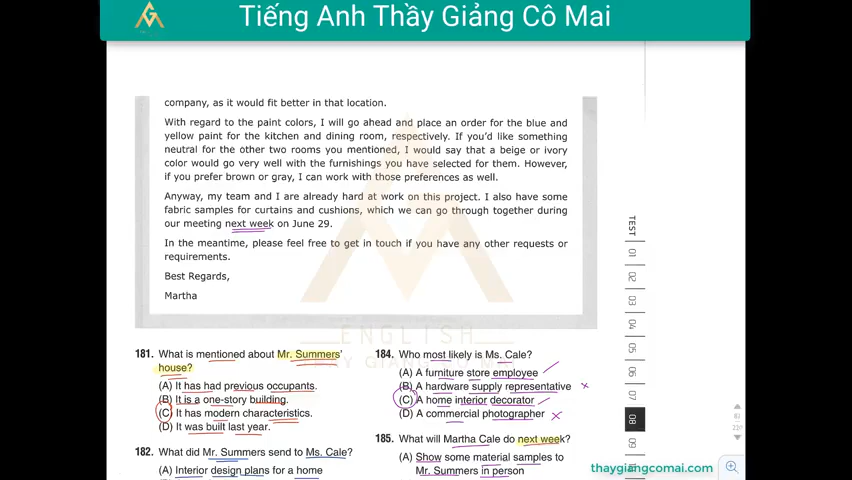 Tiếng Anh Thầy Giảng Cô Mai
company, as it would fit better in that location.
With regard to the paint colors, I will go ahead and place an order for the blue and
yellow paint for the kitchen and dining room, respectively. If you'd like something
neutral for the other two rooms you mentioned, I would say that a beige or ivory
color would go very well with the furnishings you have selected for them. However,
if you prefer brown or gray, I can work with those preferences as well.
Anyway, my team and I are already hard at work on this project. I also have some
fabric samples for curtains and cushions, which we can go through together during
our meeting next week on June 29.
In the meantime, please feel free to get in touch if you have any other requests or
requirements.
Best Regards,
Martha
ENGLISH
181. What is mentioned about Mr. Summers'
house?
(A) It has had previous occupants.
(B) It is a one-story building.
(C) It has modern characteristics.
(D) It was built last year.
182. What did Mr. Summers send to Ms. Cale?
(A) Interior design plans for a home
184. Who most likely is Ms. Cale?
(A) A furniture store employee
(B) A hardware supply representative
(C) A home interior decorator
(D) A commercial photographer
185. What will Martha Cale do next week?
(A) Show some material samples to
Mr. Summers in person
TEST
01
02
03
04
05
06
07
08
09
10
thaygiangcomai.com